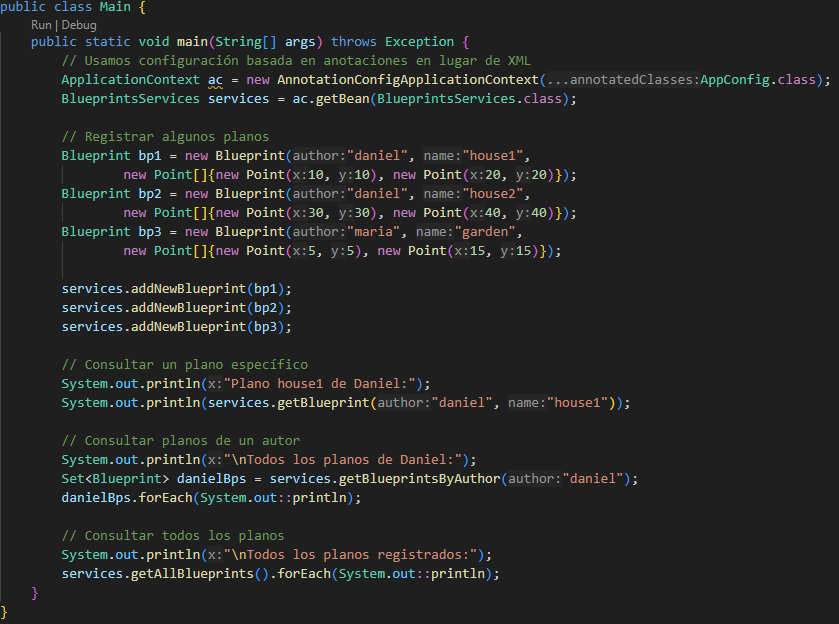 public class Main {
Run | Debug
public static void main(String[] args) throws Exception {
// Usamos configuración basada en anotaciones en lugar de XML
ApplicationContext ac = new AnnotationConfigApplicationContext(...annotatedClasses:AppConfig.class);
BlueprintsServices services = ac.getBean(BlueprintsServices.class);
// Registrar algunos planos
Blueprint bp1 = new Blueprint(author:"daniel", name:"house1",
new Point[]{new Point(x:10, y:10), new Point(x:20, y:20)});
Blueprint bp2 = new Blueprint(author:"daniel", name:"house2",
new Point[]{new Point(x:30, y:30), new Point(x:40, y:40)});
Blueprint bp3 = new Blueprint(author:"maria", name:"garden",
new Point[]{new Point(x:5, y:5), new Point(x:15, y:15)});
services.addNewBlueprint(bp1);
services.addNewBlueprint(bp2);
services.addNewBlueprint(bp3);
// Consultar un plano específico
System.out.println(x:"Plano house1 de Daniel:");
System.out.println(services.getBlueprint(author:"daniel", name:"house1"));
// Consultar planos de un autor
System.out.println(x:"\nTodos los planos de Daniel:");
Set<Blueprint> danielBps = services.getBlueprintsByAuthor(author:"daniel");
danielBps.forEach(System.out::println);
// Consultar todos los planos
System.out.println(x:"\nTodos los planos registrados:");
services.getAllBlueprints().forEach(System.out::println);
}
}